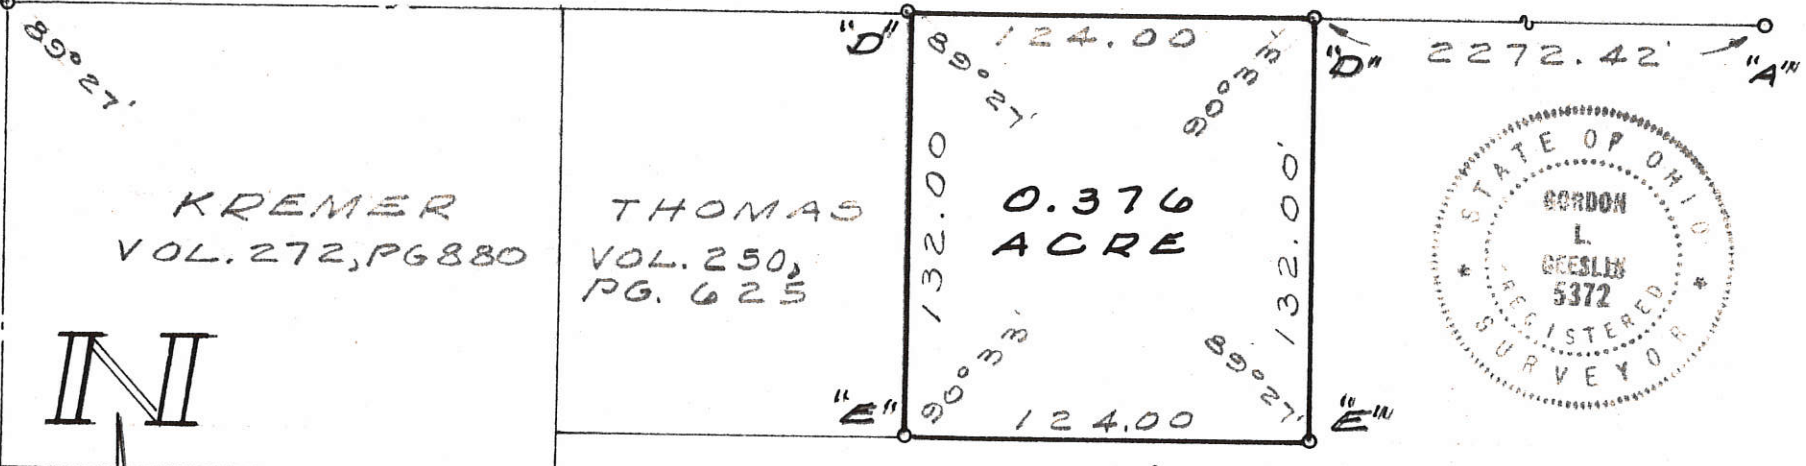 89°27'
"D"
124.00
89°27'
90°33'
"D"
2272.42'
"A"
132.00
0.376
ACRE
132.00'
90°33'
89°27'
"E"
124.00
"E"
KREMER
VOL. 272, PG 880
THOMAS
VOL. 250,
PG. 625
N
STATE OF OHIO
GORDON
L.
GEESLIN
5372
REGISTERED
SURVEYOR